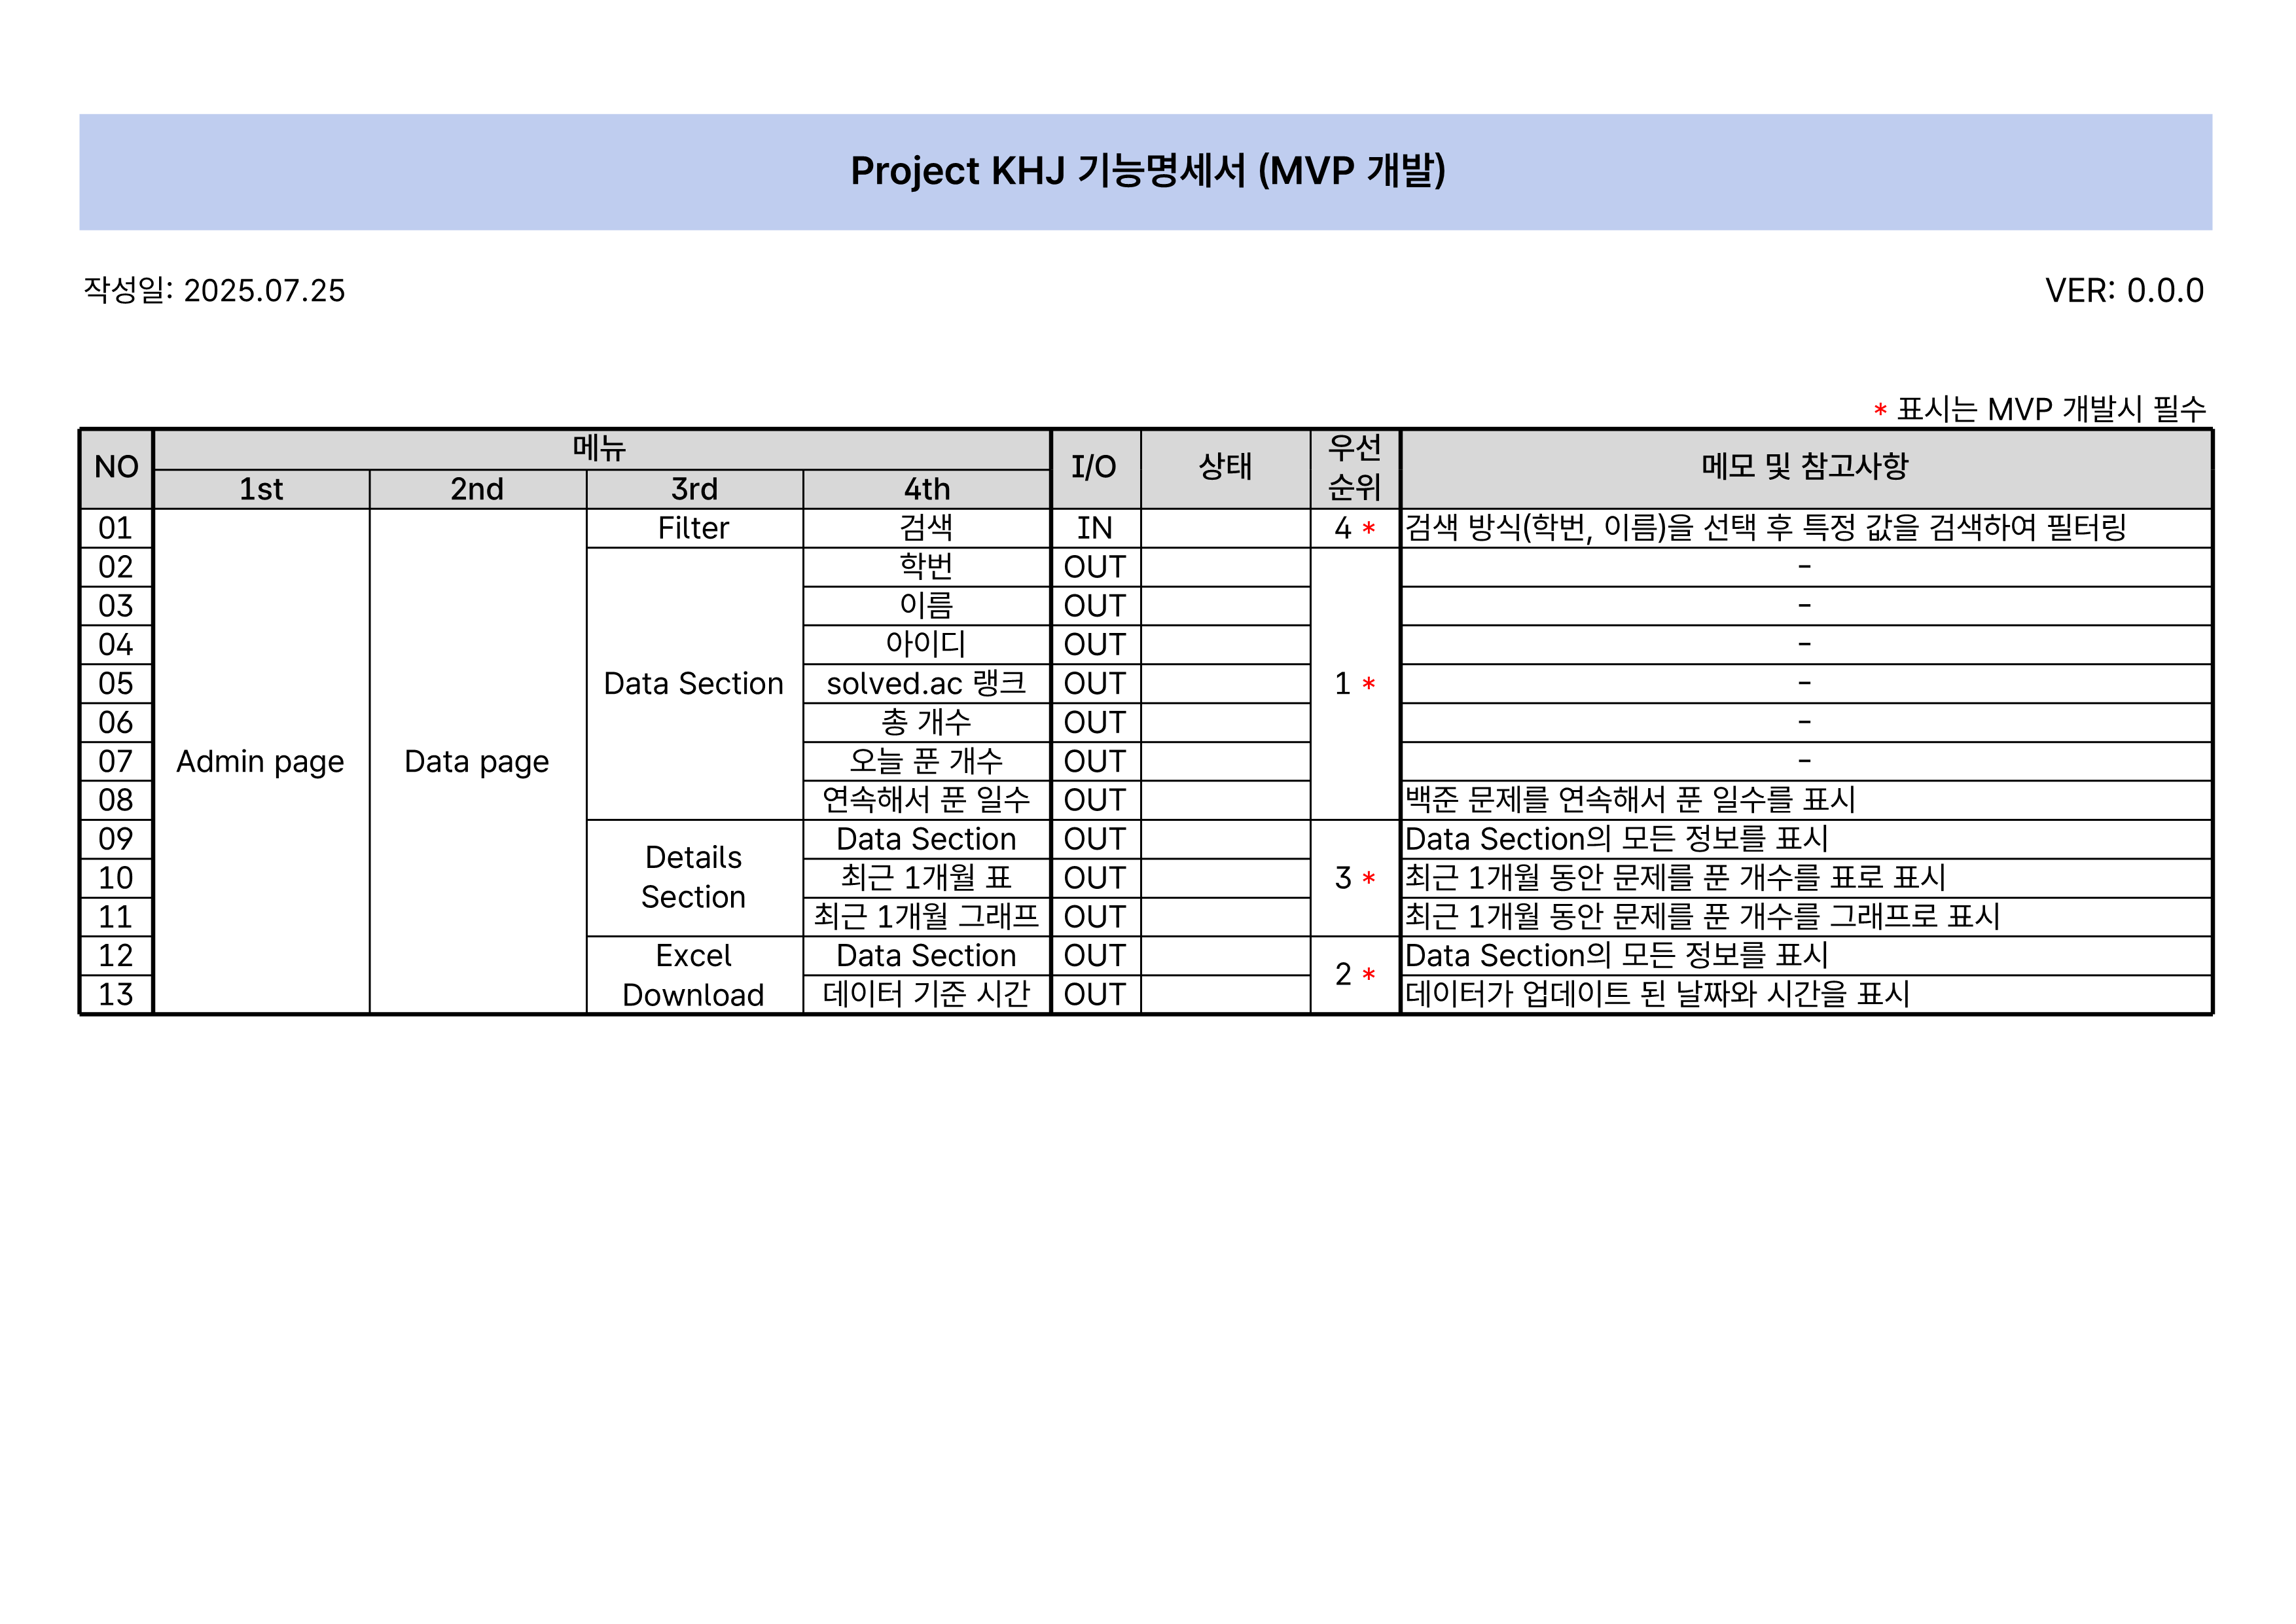 Project KHJ 기능명세서 (MVP 개발)
작성일: 2025.07.25 VER: 0.0.0
* 표시는 MVP 개발시 필수
NO 메뉴 I/O 상태 우선순위 메모 및 참고사항
1st 2nd 3rd 4th
01 Admin page Data page Filter 검색 IN 4 * 검색 방식(학번, 이름)을 선택 후 특정 값을 검색하여 필터링
02 Data Section 학번 OUT 1 * -
03 이름 OUT -
04 아이디 OUT -
05 solved.ac 랭크 OUT -
06 총 개수 OUT -
07 오늘 푼 개수 OUT -
08 연속해서 푼 일수 OUT 백준 문제를 연속해서 푼 일수를 표시
09 Details Section Data Section OUT 3 * Data Section의 모든 정보를 표시
10 최근 1개월 표 OUT 최근 1개월 동안 문제를 푼 개수를 표로 표시
11 최근 1개월 그래프 OUT 최근 1개월 동안 문제를 푼 개수를 그래프로 표시
12 Excel Download Data Section OUT 2 * Data Section의 모든 정보를 표시
13 데이터 기준 시간 OUT 데이터가 업데이트 된 날짜와 시간을 표시